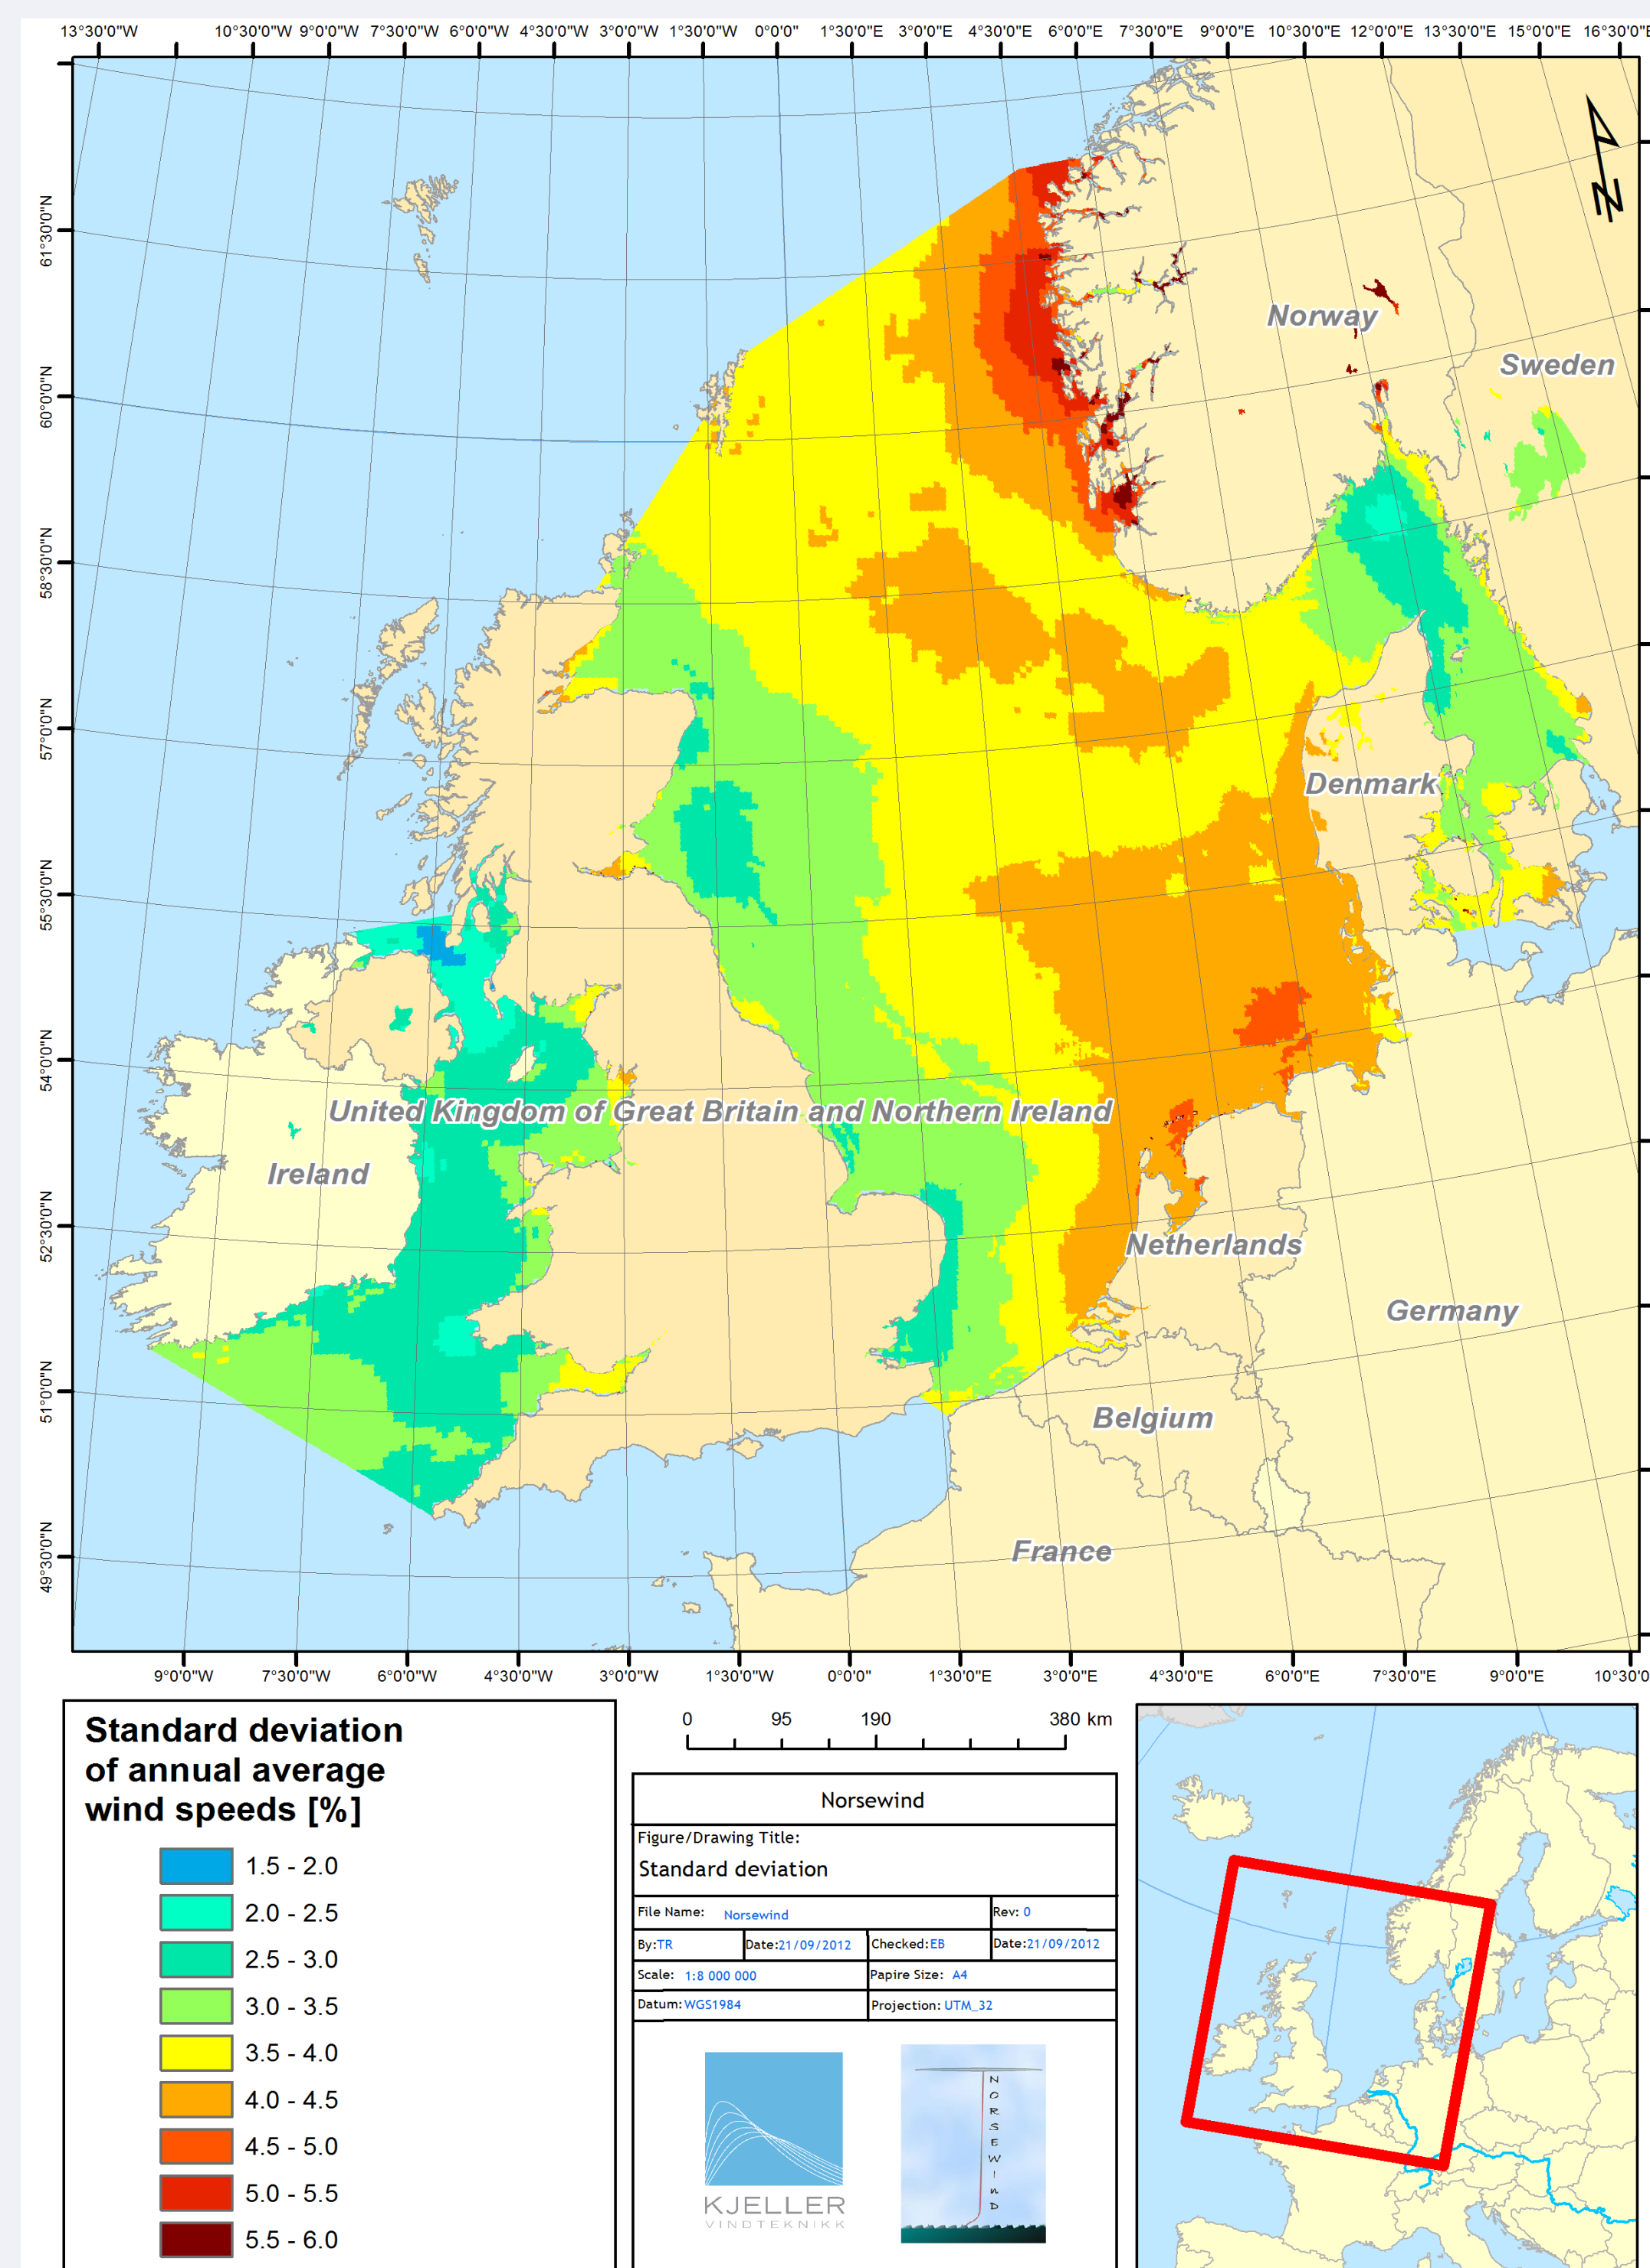 13°30'0"W 10°30'0"W 9°0'0"W 7°30'0"W 6°0'0"W 4°30'0"W 3°0'0"W 1°30'0"W 0°0'0" 1°30'0"E 3°0'0"E 4°30'0"E 6°0'0"E 7°30'0"E 9°0'0"E 10°30'0"E 12°0'0"E 13°30'0"E 15°0'0"E 16°30'0"E
61°30'0"N
60°0'0"N
58°30'0"N
57°0'0"N
55°30'0"N
54°0'0"N
52°30'0"N
51°0'0"N
49°30'0"N
N
Norway
Sweden
Denmark
United Kingdom of Great Britain and Northern Ireland
Ireland
Netherlands
Germany
Belgium
France
9°0'0"W 7°30'0"W 6°0'0"W 4°30'0"W 3°0'0"W 1°30'0"W 0°0'0" 1°30'0"E 3°0'0"E 4°30'0"E 6°0'0"E 7°30'0"E 9°0'0"E 10°30'0
Standard deviation
of annual average
wind speeds [%]
1.5 - 2.0
2.0 - 2.5
2.5 - 3.0
3.0 - 3.5
3.5 - 4.0
4.0 - 4.5
4.5 - 5.0
5.0 - 5.5
5.5 - 6.0
0 95 190 380 km
Norsewind
Figure/Drawing Title:
Standard deviation
File Name: Norsewind Rev: 0
By:TR Date:21/09/2012 Checked:EB Date:21/09/2012
Scale: 1:8 000 000 Papire Size: A4
Datum:WGS1984 Projection: UTM_32
KJELLER
VINDTEKNIKK
NORSEWInD